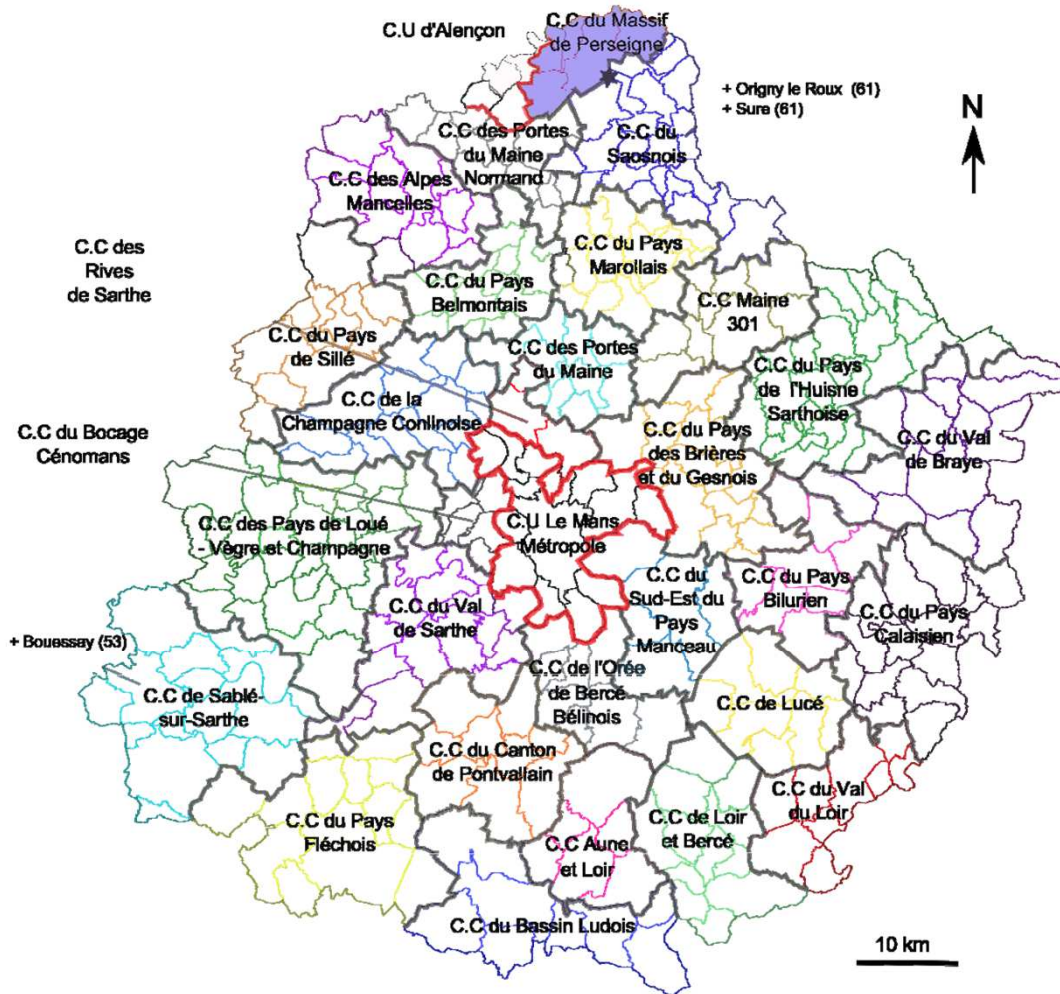 C.U d'Alençon
C.C du Massif
de Perseigne
+ Origny le Roux (61)
+ Sure (61)
N
C.C des Portes
du Maine
Normand
C.C du
Saosnois
C.C des Alpes
Mancelles
C.C des
Rives
de Sarthe
C.C du Pays
Marollais
C.C du Pays
Belmontais
C.C Maine
301
C.C du Pays
de Sillé
C.C des Portes
du Maine
C.C du Pays
de l'Huisne
Sarthoise
C.C de la
Champagne Conlinoise
C.C du Bocage
Cénomans
C.C du Pays
des Brières
et du Gesnois
C.C du Val
de Braye
C.C des Pays de Loué
- Vègre et Champagne
C.U Le Mans
Métropole
C.C du Val
de Sarthe
C.C du
Sud-Est du
Pays
Manceau
C.C du Pays
Bilurien
C.C du Pays
Calaisien
+ Bouessay (53)
C.C de Sablé-
sur-Sarthe
C.C de l'Orée
de Bercé
Bélinois
C.C de Lucé
C.C du Canton
de Pontvallain
C.C du Val
du Loir
C.C du Pays
Fléchois
C.C Aune
et Loir
C.C de Loir
et Bercé
C.C du Bassin Ludois
10 km